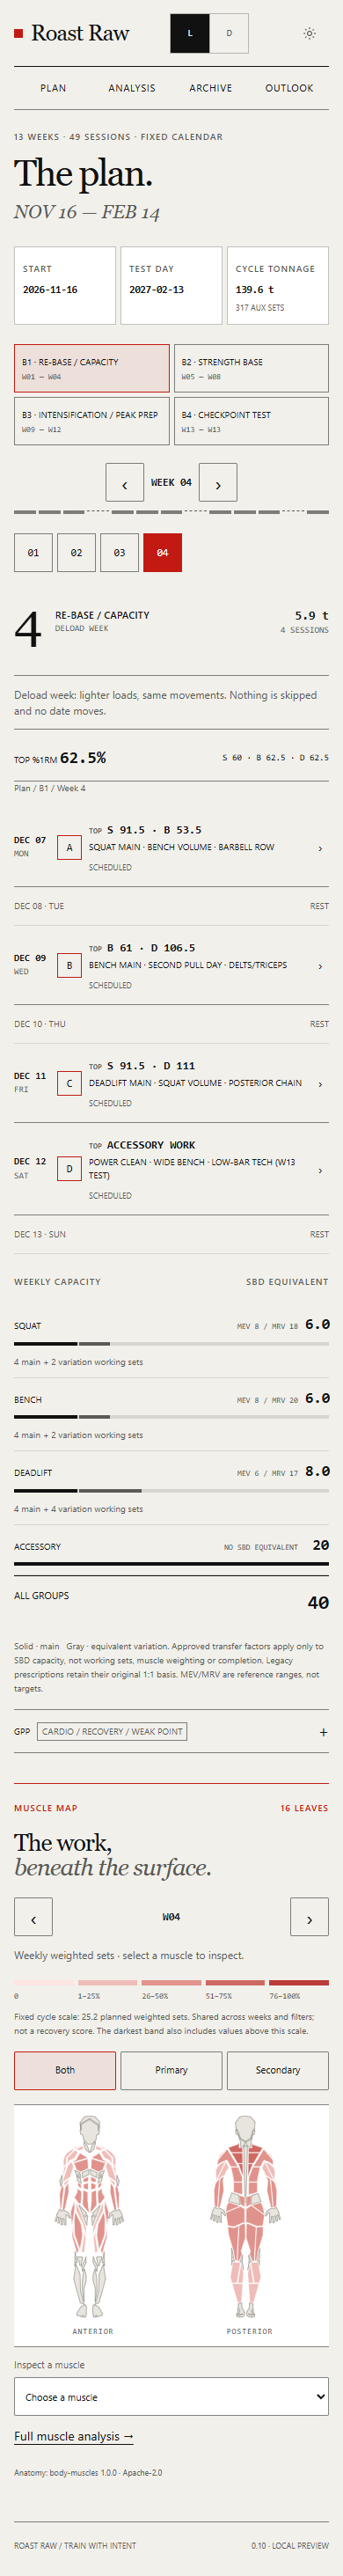 Roast Raw L D
PLAN ANALYSIS ARCHIVE OUTLOOK
13 WEEKS · 49 SESSIONS · FIXED CALENDAR
The plan.
NOV 16 — FEB 14
START
2026-11-16
TEST DAY
2027-02-13
CYCLE TONNAGE
139.6 t
317 AUX SETS
B1 · RE-BASE / CAPACITY
W01 — W04
B2 · STRENGTH BASE
W05 — W08
B3 · INTENSIFICATION / PEAK PREP
W09 — W12
B4 · CHECKPOINT TEST
W13 — W13
‹ WEEK 04 ›
01 02 03 04
4 RE-BASE / CAPACITY 5.9 t
DELOAD WEEK 4 SESSIONS
Deload week: lighter loads, same movements. Nothing is skipped
and no date moves.
TOP %1RM 62.5% S 60 · B 62.5 · D 62.5
Plan / B1 / Week 4
DEC 07
MON
A
TOP S 91.5 · B 53.5
SQUAT MAIN · BENCH VOLUME · BARBELL ROW ›
SCHEDULED
DEC 08 · TUE REST
DEC 09
WED
B
TOP B 61 · D 106.5
BENCH MAIN · SECOND PULL DAY · DELTS/TRICEPS ›
SCHEDULED
DEC 10 · THU REST
DEC 11
FRI
C
TOP S 91.5 · D 111
DEADLIFT MAIN · SQUAT VOLUME · POSTERIOR CHAIN ›
SCHEDULED
DEC 12
SAT
D
TOP ACCESSORY WORK
POWER CLEAN · WIDE BENCH · LOW-BAR TECH (W13
TEST) ›
SCHEDULED
DEC 13 · SUN REST
WEEKLY CAPACITY SBD EQUIVALENT
SQUAT MEV 8 / MRV 18 6.0
4 main + 2 variation working sets
BENCH MEV 8 / MRV 20 6.0
4 main + 2 variation working sets
DEADLIFT MEV 6 / MRV 17 8.0
4 main + 4 variation working sets
ACCESSORY NO SBD EQUIVALENT 20
ALL GROUPS 40
Solid · main Gray · equivalent variation. Approved transfer factors apply only to
SBD capacity, not working sets, muscle weighting or completion. Legacy
prescriptions retain their original 1:1 basis. MEV/MRV are reference ranges, not
targets.
GPP CARDIO / RECOVERY / WEAK POINT +
MUSCLE MAP 16 LEAVES
The work,
beneath the surface.
‹ W04 ›
Weekly weighted sets · select a muscle to inspect.
0 1–25% 26–50% 51–75% 76–100%
Fixed cycle scale: 25.2 planned weighted sets. Shared across weeks and filters;
not a recovery score. The darkest band also includes values above this scale.
Both Primary Secondary
ANTERIOR POSTERIOR
Inspect a muscle
Choose a muscle
Full muscle analysis →
Anatomy: body-muscles 1.0.0 · Apache-2.0
ROAST RAW / TRAIN WITH INTENT 0.10 · LOCAL PREVIEW